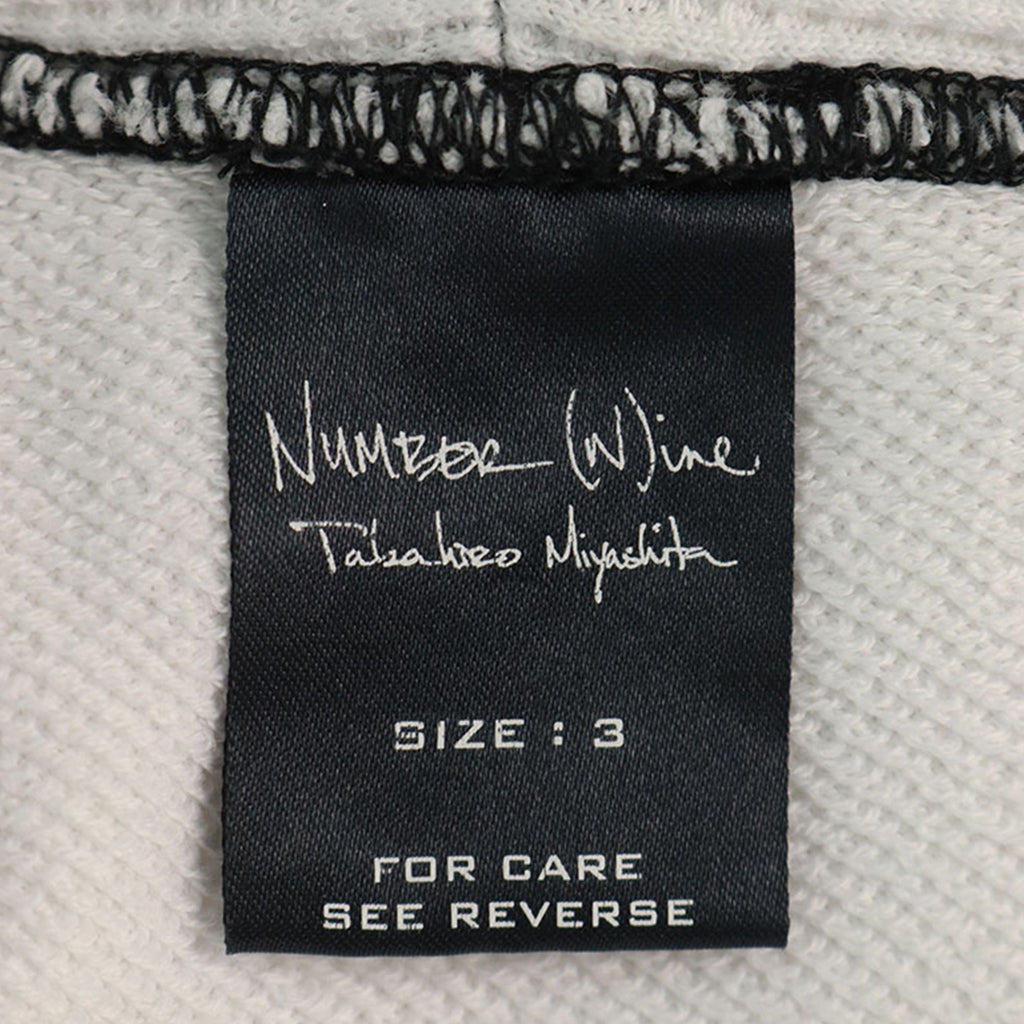 NUMBER (N)ine
Takahiro Miyashita
SIZE : 3
FOR CARE
SEE REVERSE